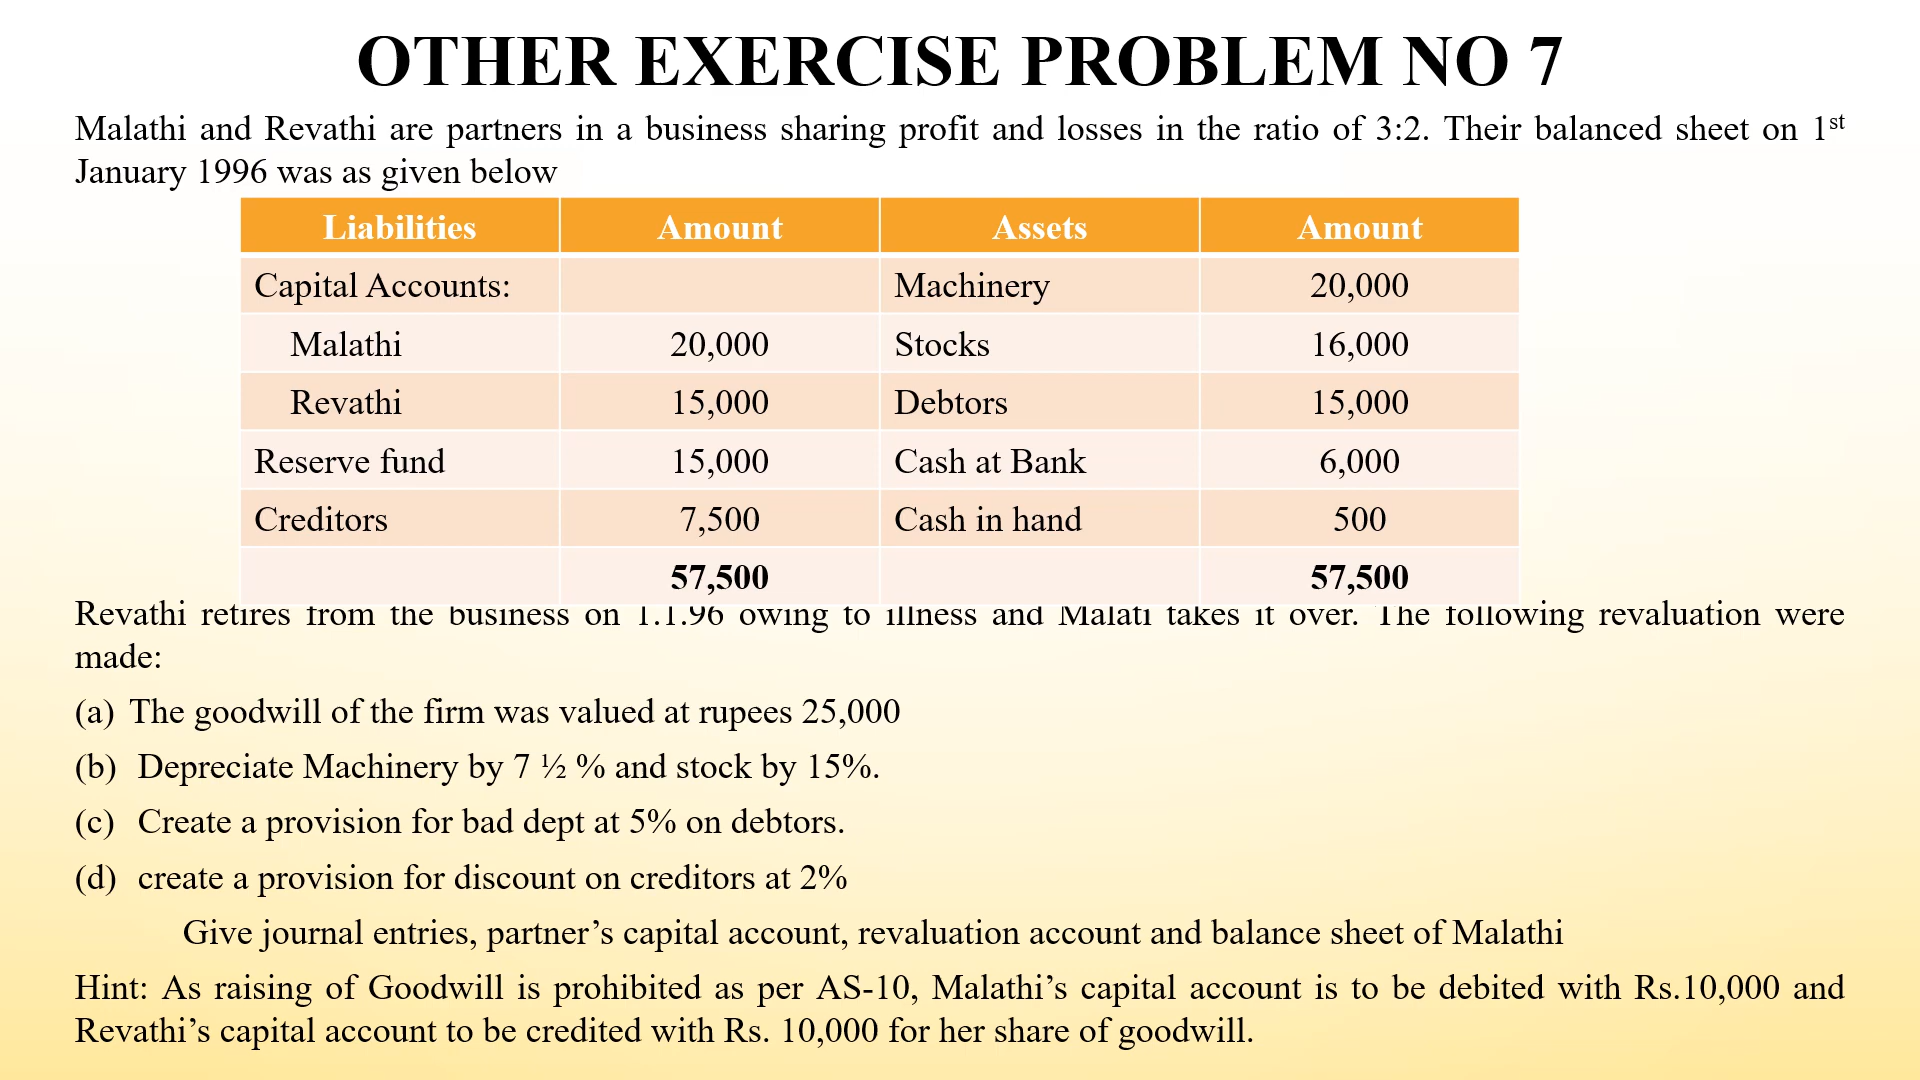 OTHER EXERCISE PROBLEM NO 7
Malathi and Revathi are partners in a business sharing profit and losses in the ratio of 3:2. Their balanced sheet on 1st
January 1996 was as given below
Liabilities Amount Assets Amount
Capital Accounts: Machinery 20,000
Malathi 20,000 Stocks 16,000
Revathi 15,000 Debtors 15,000
Reserve fund 15,000 Cash at Bank 6,000
Creditors 7,500 Cash in hand 500
57,500 57,500
Revathi retires from the business on 1.1.96 owing to illness and Malati takes it over. The following revaluation were
made:
(a) The goodwill of the firm was valued at rupees 25,000
(b) Depreciate Machinery by 7 ½ % and stock by 15%.
(c) Create a provision for bad dept at 5% on debtors.
(d) create a provision for discount on creditors at 2%
Give journal entries, partner’s capital account, revaluation account and balance sheet of Malathi
Hint: As raising of Goodwill is prohibited as per AS-10, Malathi’s capital account is to be debited with Rs.10,000 and
Revathi’s capital account to be credited with Rs. 10,000 for her share of goodwill.